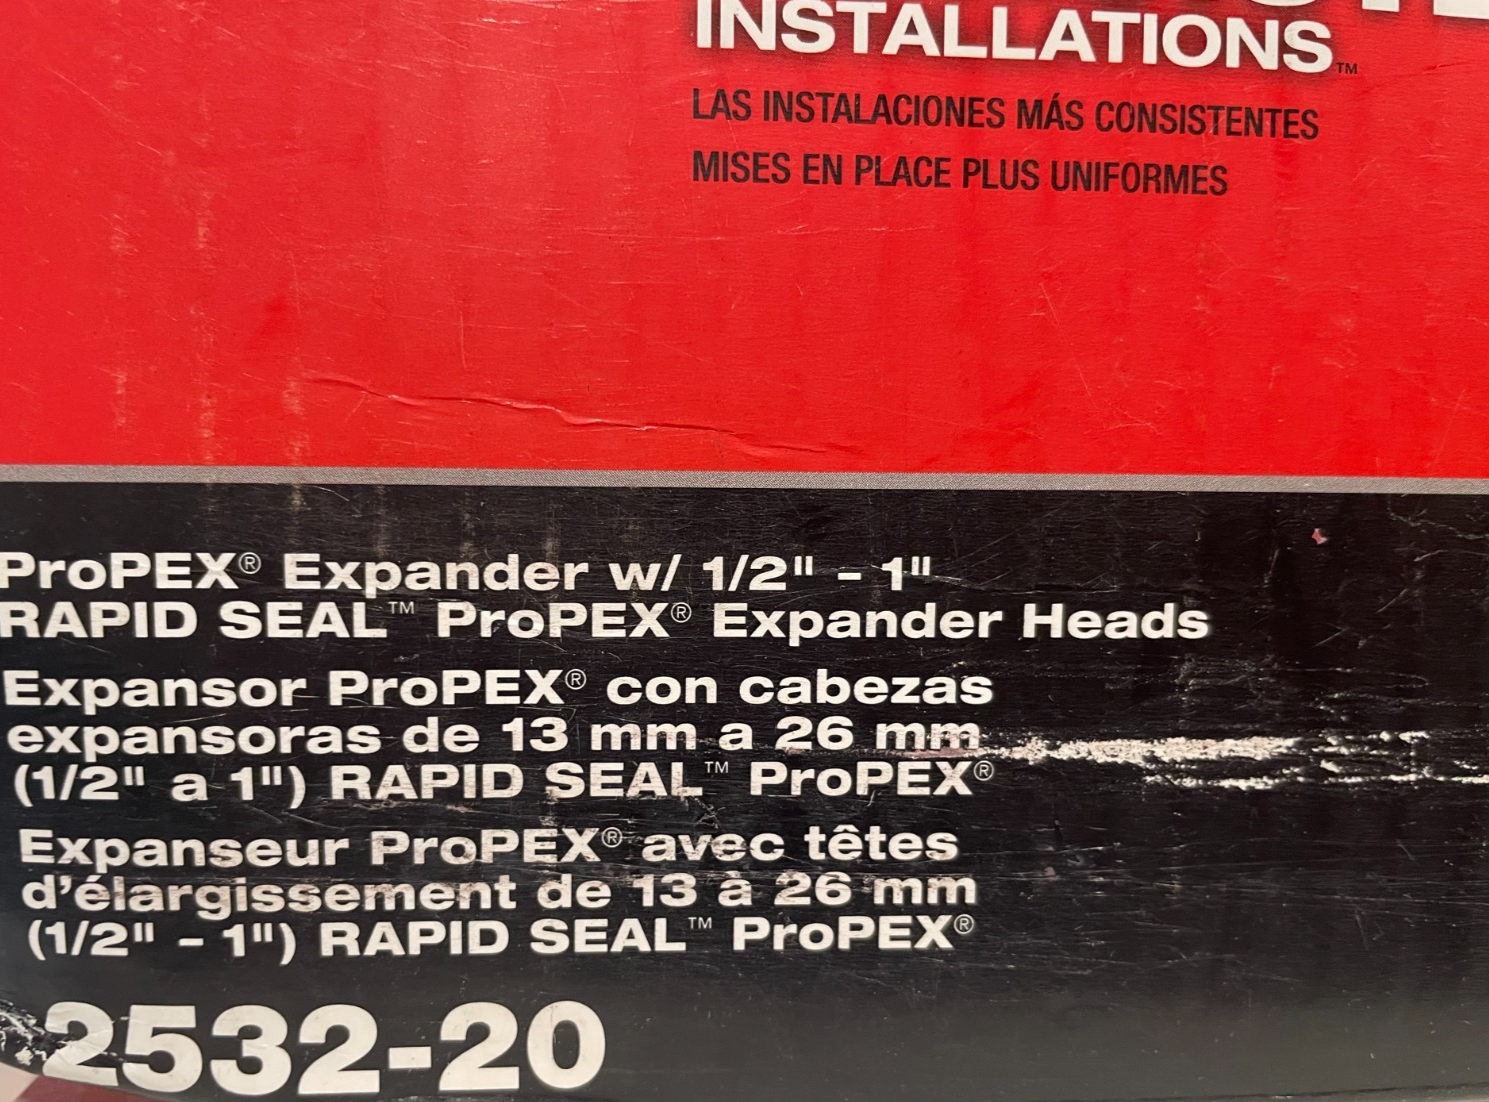 INSTALLATIONS™
LAS INSTALACIONES MÁS CONSISTENTES
MISES EN PLACE PLUS UNIFORMES
ProPEX® Expander w/ 1/2" - 1"
RAPID SEAL™ ProPEX® Expander Heads
Expansor ProPEX® con cabezas
expansoras de 13 mm a 26 mm
(1/2" a 1") RAPID SEAL™ ProPEX®
Expanseur ProPEX® avec têtes
d'élargissement de 13 à 26 mm
(1/2" - 1") RAPID SEAL™ ProPEX®
2532-20